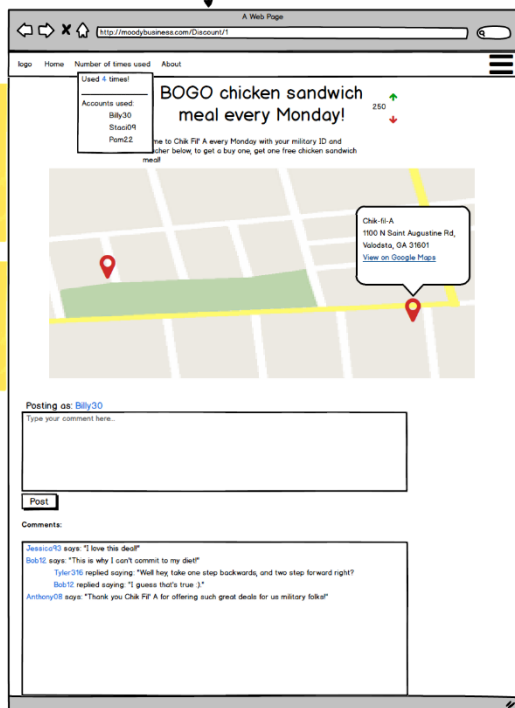 A Web Page
http://moodybusiness.com/Discount/1
logo Home Number of times used About
Used 4 times!
Accounts used:
Billy30
Staci09
Pam22
BOGO chicken sandwich
meal every Monday!
250
me to Chik Fil' A every Monday with your military ID and
cher below, to get a buy one, get one free chicken sandwich
meal!
Chik-fil-A
1100 N Saint Augustine Rd,
Valodsta, GA 31601
View on Google Maps
Posting as: Billy30
Type your comment here...
Post
Comments:
Jessica93 says: "I love this deal!"
Bob12 says: "This is why I can't commit to my diet!"
Tyler316 replied saying: "Well hey, take one step backwards, and two step forward right?
Bob12 replied saying: "I guess that's true :)."
Anthony08 says: "Thank you Chik Fil' A for offering such great deals for us military folks!"